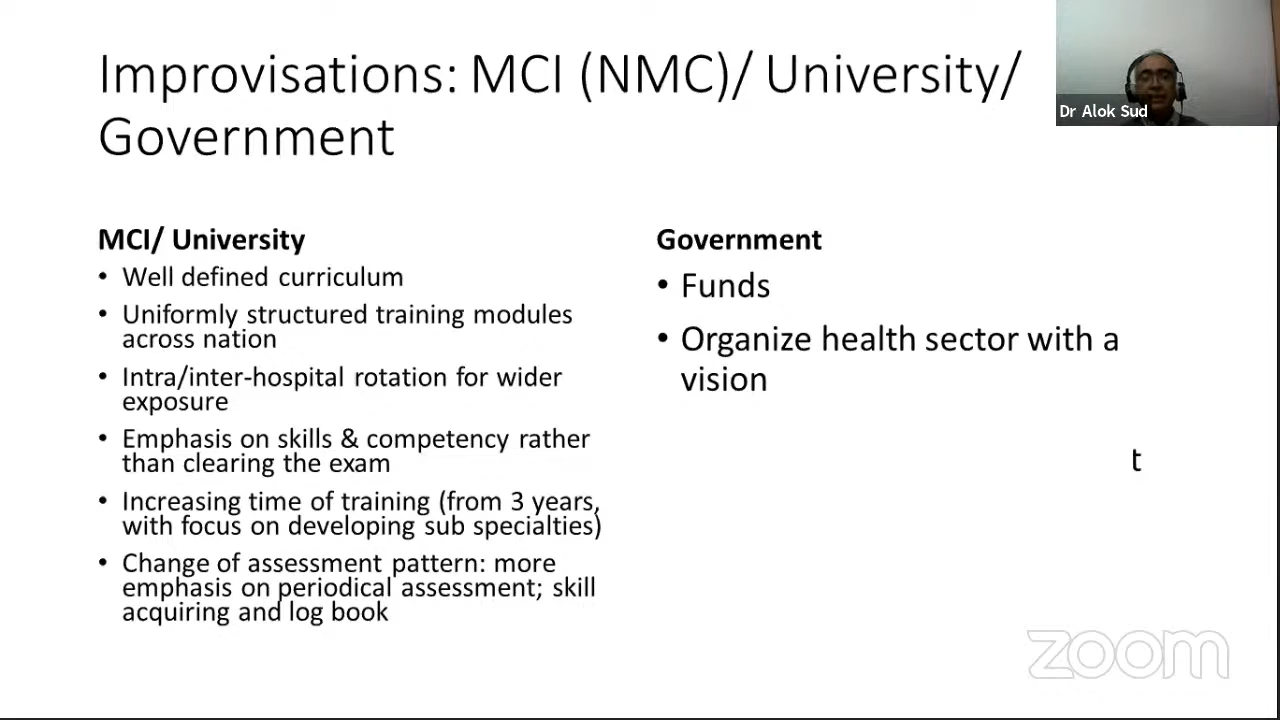 Improvisations: MCI (NMC)/ University/
Government
Dr Alok Sud
MCI/ University
• Well defined curriculum
• Uniformly structured training modules
across nation
• Intra/inter-hospital rotation for wider
exposure
• Emphasis on skills & competency rather
than clearing the exam
• Increasing time of training (from 3 years,
with focus on developing sub specialties)
• Change of assessment pattern: more
emphasis on periodical assessment; skill
acquiring and log book
Government
• Funds
• Organize health sector with a
vision
t
zoom